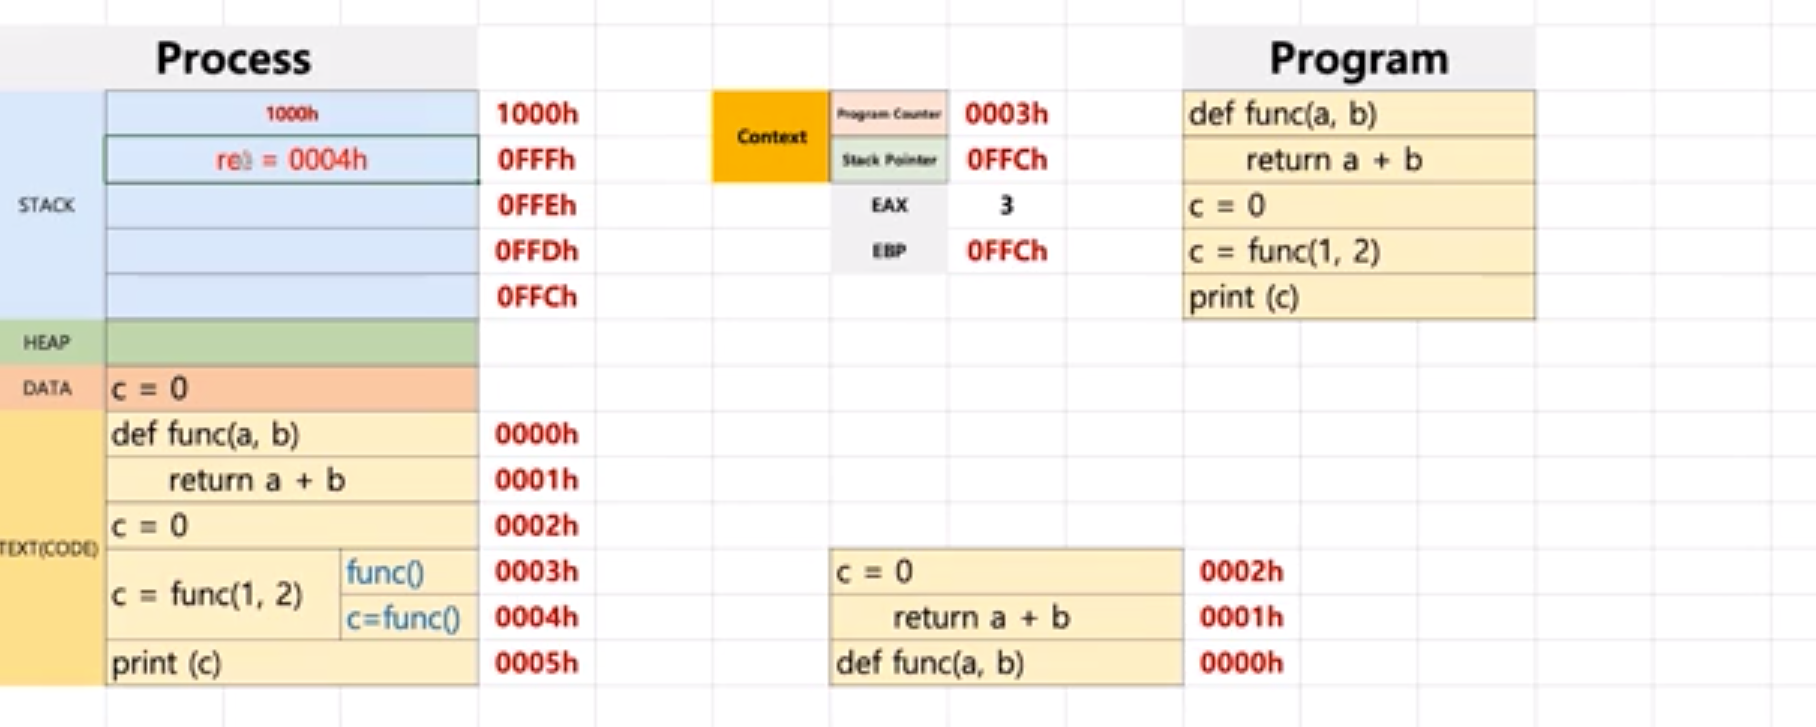 Process
Program
1000h
1000h
Context
Program Counter
0003h
def func(a, b)
= 0004h
0FFFh
Stack Pointer
0FFCh
return a + b
STACK
0FFEh
EAX
3
c = 0
0FFDh
EBP
0FFCh
c = func(1, 2)
0FFCh
print (c)
HEAP
DATA
c = 0
def func(a, b)
0000h
return a + b
0001h
c = 0
0002h
TEXT(CODE)
c = func(1, 2)
func()
0003h
c = 0
0002h
c=func()
0004h
return a + b
0001h
print (c)
0005h
def func(a, b)
0000h